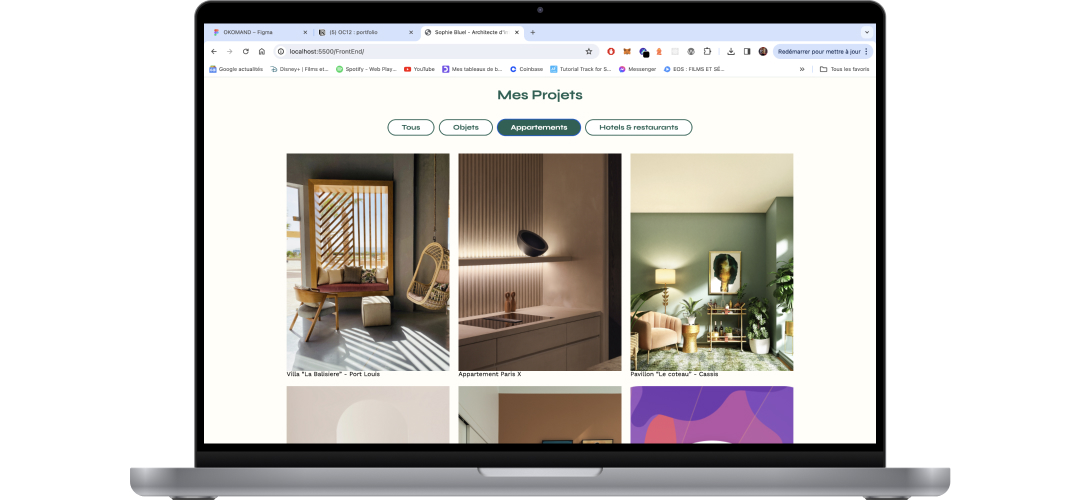 OKOMAND – Figma
(5) OC12 : portfolio
Sophie Bluel - Architecte d'i
localhost:5500/FrontEnd/
Redémarrer pour mettre à jour
Google actualités
Disney+ | Films et...
Spotify - Web Play...
YouTube
Mes tableaux de b...
Coinbase
Tutorial Track for S...
Messenger
EOS : FILMS ET SÉ...
Tous les favoris
Mes Projets
Tous
Objets
Appartements
Hotels & restaurants
Villa “La Balisiere” - Port Louis
Appartement Paris X
Pavillon “Le coteau” - Cassis